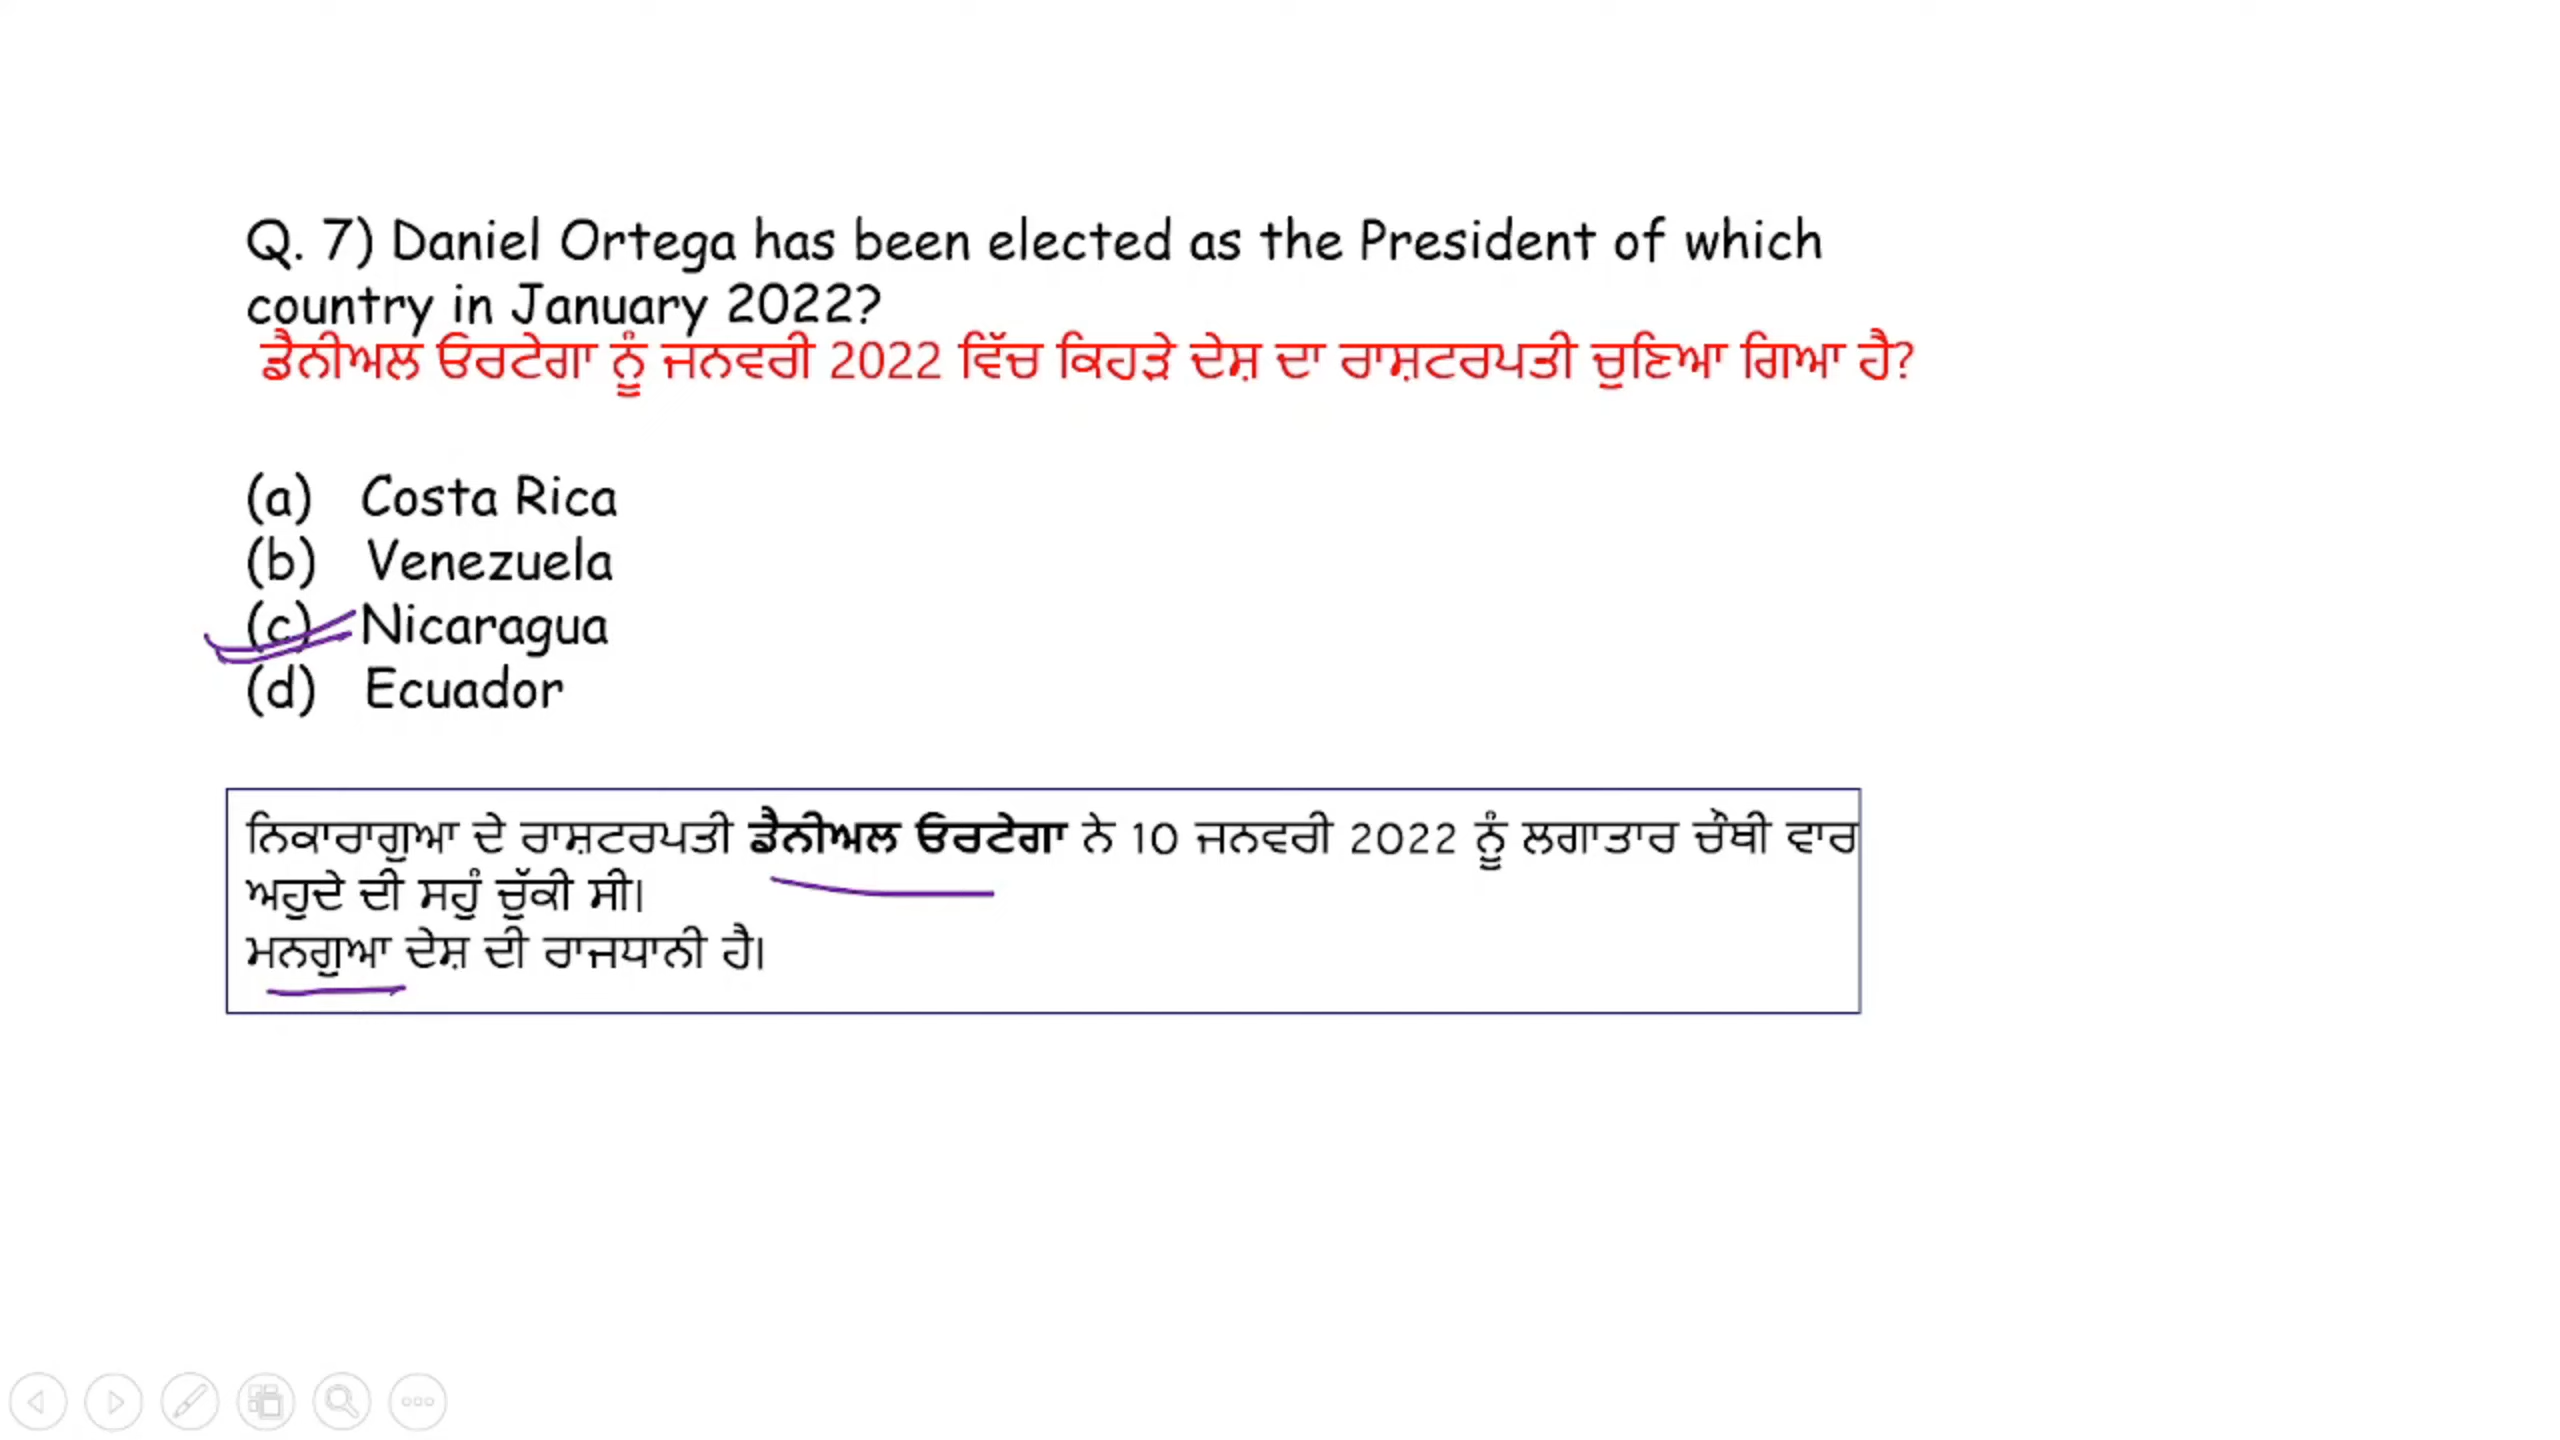 Q. 7) Daniel Ortega has been elected as the President of which
country in January 2022?
ਡੈਨੀਅਲ ਓਰਟੇਗਾ ਨੂੰ ਜਨਵਰੀ 2022 ਵਿੱਚ ਕਿਹੜੇ ਦੇਸ਼ ਦਾ ਰਾਸ਼ਟਰਪਤੀ ਚੁਣਿਆ ਗਿਆ ਹੈ?
(a) Costa Rica
(b) Venezuela
(c) Nicaragua
(d) Ecuador
ਨਿਕਾਰਾਗੁਆ ਦੇ ਰਾਸ਼ਟਰਪਤੀ ਡੈਨੀਅਲ ਓਰਟੇਗਾ ਨੇ 10 ਜਨਵਰੀ 2022 ਨੂੰ ਲਗਾਤਾਰ ਚੌਥੀ ਵਾਰ
ਅਹੁਦੇ ਦੀ ਸਹੁੰ ਚੁੱਕੀ ਸੀ।
ਮਨਗੁਆ ਦੇਸ਼ ਦੀ ਰਾਜਧਾਨੀ ਹੈ।